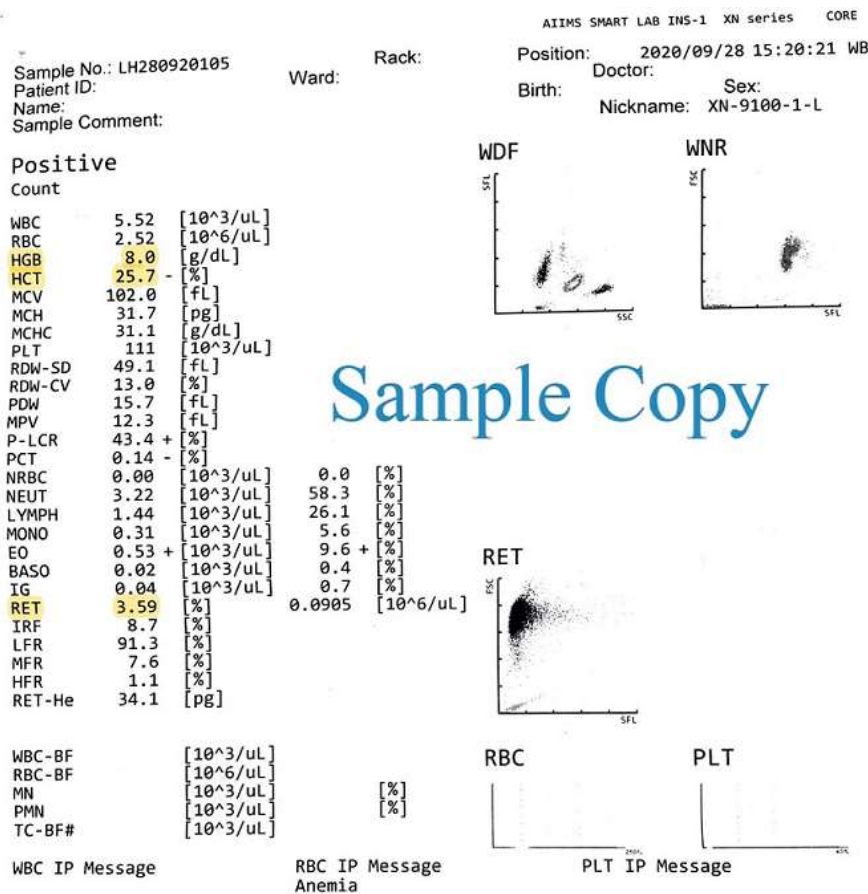 AIIMS SMART LAB INS-1 XN series CORE
Sample No.: LH280920105 Rack: Position: 2020/09/28 15:20:21 WB
Patient ID: Ward: Doctor:
Name: Birth: Sex:
Sample Comment: Nickname: XN-9100-1-L
Positive
Count
WDF
WNR
SFL
FSC
SSC
SFL
WBC 5.52 [10^3/uL]
RBC 2.52 [10^6/uL]
HGB 8.0 [g/dL]
HCT 25.7 - [%]
MCV 102.0 [fL]
MCH 31.7 [pg]
MCHC 31.1 [g/dL]
PLT 111 [10^3/uL]
RDW-SD 49.1 [fL]
RDW-CV 13.0 [%]
PDW 15.7 [fL]
MPV 12.3 [fL]
P-LCR 43.4 + [%]
PCT 0.14 - [%]
NRBC 0.00 [10^3/uL] 0.0 [%]
NEUT 3.22 [10^3/uL] 58.3 [%]
LYMPH 1.44 [10^3/uL] 26.1 [%]
MONO 0.31 [10^3/uL] 5.6 [%]
EO 0.53 + [10^3/uL] 9.6 + [%]
BASO 0.02 [10^3/uL] 0.4 [%]
IG 0.04 [10^3/uL] 0.7 [%]
RET 3.59 [%] 0.0905 [10^6/uL]
IRF 8.7 [%]
LFR 91.3 [%]
MFR 7.6 [%]
HFR 1.1 [%]
RET-He 34.1 [pg]
Sample Copy
RET
FSC
SFL
WBC-BF [10^3/uL]
RBC-BF [10^6/uL]
MN [10^3/uL] [%]
PMN [10^3/uL] [%]
TC-BF# [10^3/uL]
RBC
PLT
WBC IP Message RBC IP Message PLT IP Message
Anemia